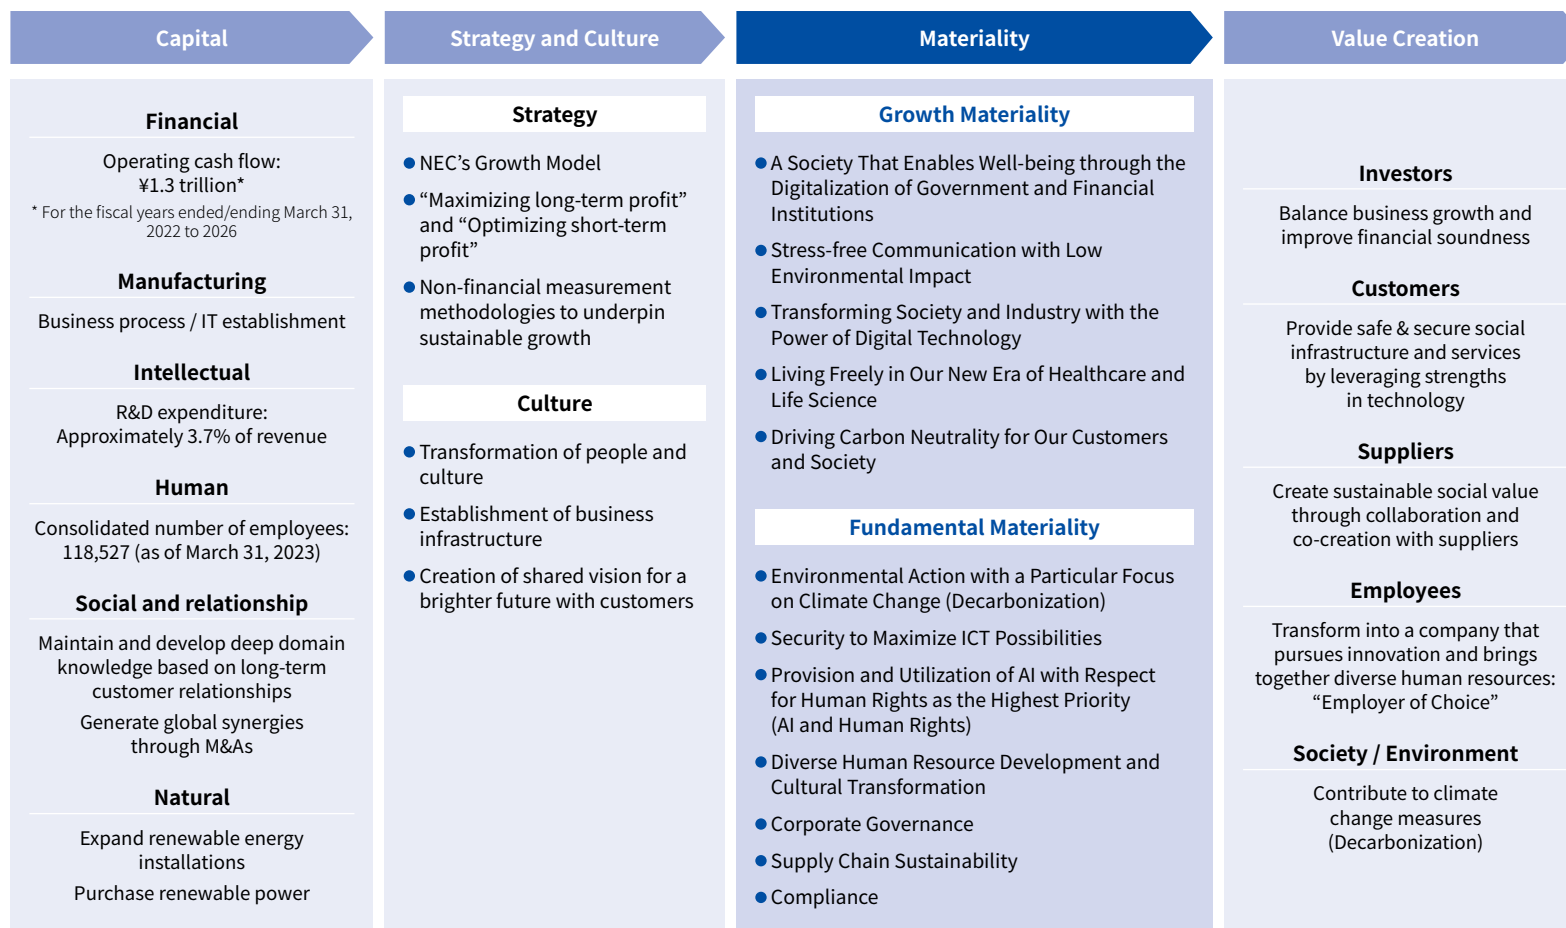 Capital
Strategy and Culture
Materiality
Value Creation
Financial
Operating cash flow:
¥1.3 trillion*
* For the fiscal years ended/ending March 31,
2022 to 2026
Manufacturing
Business process / IT establishment
Intellectual
R&D expenditure:
Approximately 3.7% of revenue
Human
Consolidated number of employees:
118,527 (as of March 31, 2023)
Social and relationship
Maintain and develop deep domain
knowledge based on long-term
customer relationships
Generate global synergies
through M&As
Natural
Expand renewable energy
installations
Purchase renewable power
Strategy
● NEC’s Growth Model
● “Maximizing long-term profit”
and “Optimizing short-term
profit”
● Non-financial measurement
methodologies to underpin
sustainable growth
Culture
● Transformation of people and
culture
● Establishment of business
infrastructure
● Creation of shared vision for a
brighter future with customers
Growth Materiality
● A Society That Enables Well-being through the
Digitalization of Government and Financial
Institutions
● Stress-free Communication with Low
Environmental Impact
● Transforming Society and Industry with the
Power of Digital Technology
● Living Freely in Our New Era of Healthcare and
Life Science
● Driving Carbon Neutrality for Our Customers
and Society
Fundamental Materiality
● Environmental Action with a Particular Focus
on Climate Change (Decarbonization)
● Security to Maximize ICT Possibilities
● Provision and Utilization of AI with Respect
for Human Rights as the Highest Priority
(AI and Human Rights)
● Diverse Human Resource Development and
Cultural Transformation
● Corporate Governance
● Supply Chain Sustainability
● Compliance
Investors
Balance business growth and
improve financial soundness
Customers
Provide safe & secure social
infrastructure and services
by leveraging strengths
in technology
Suppliers
Create sustainable social value
through collaboration and
co-creation with suppliers
Employees
Transform into a company that
pursues innovation and brings
together diverse human resources:
“Employer of Choice”
Society / Environment
Contribute to climate
change measures
(Decarbonization)